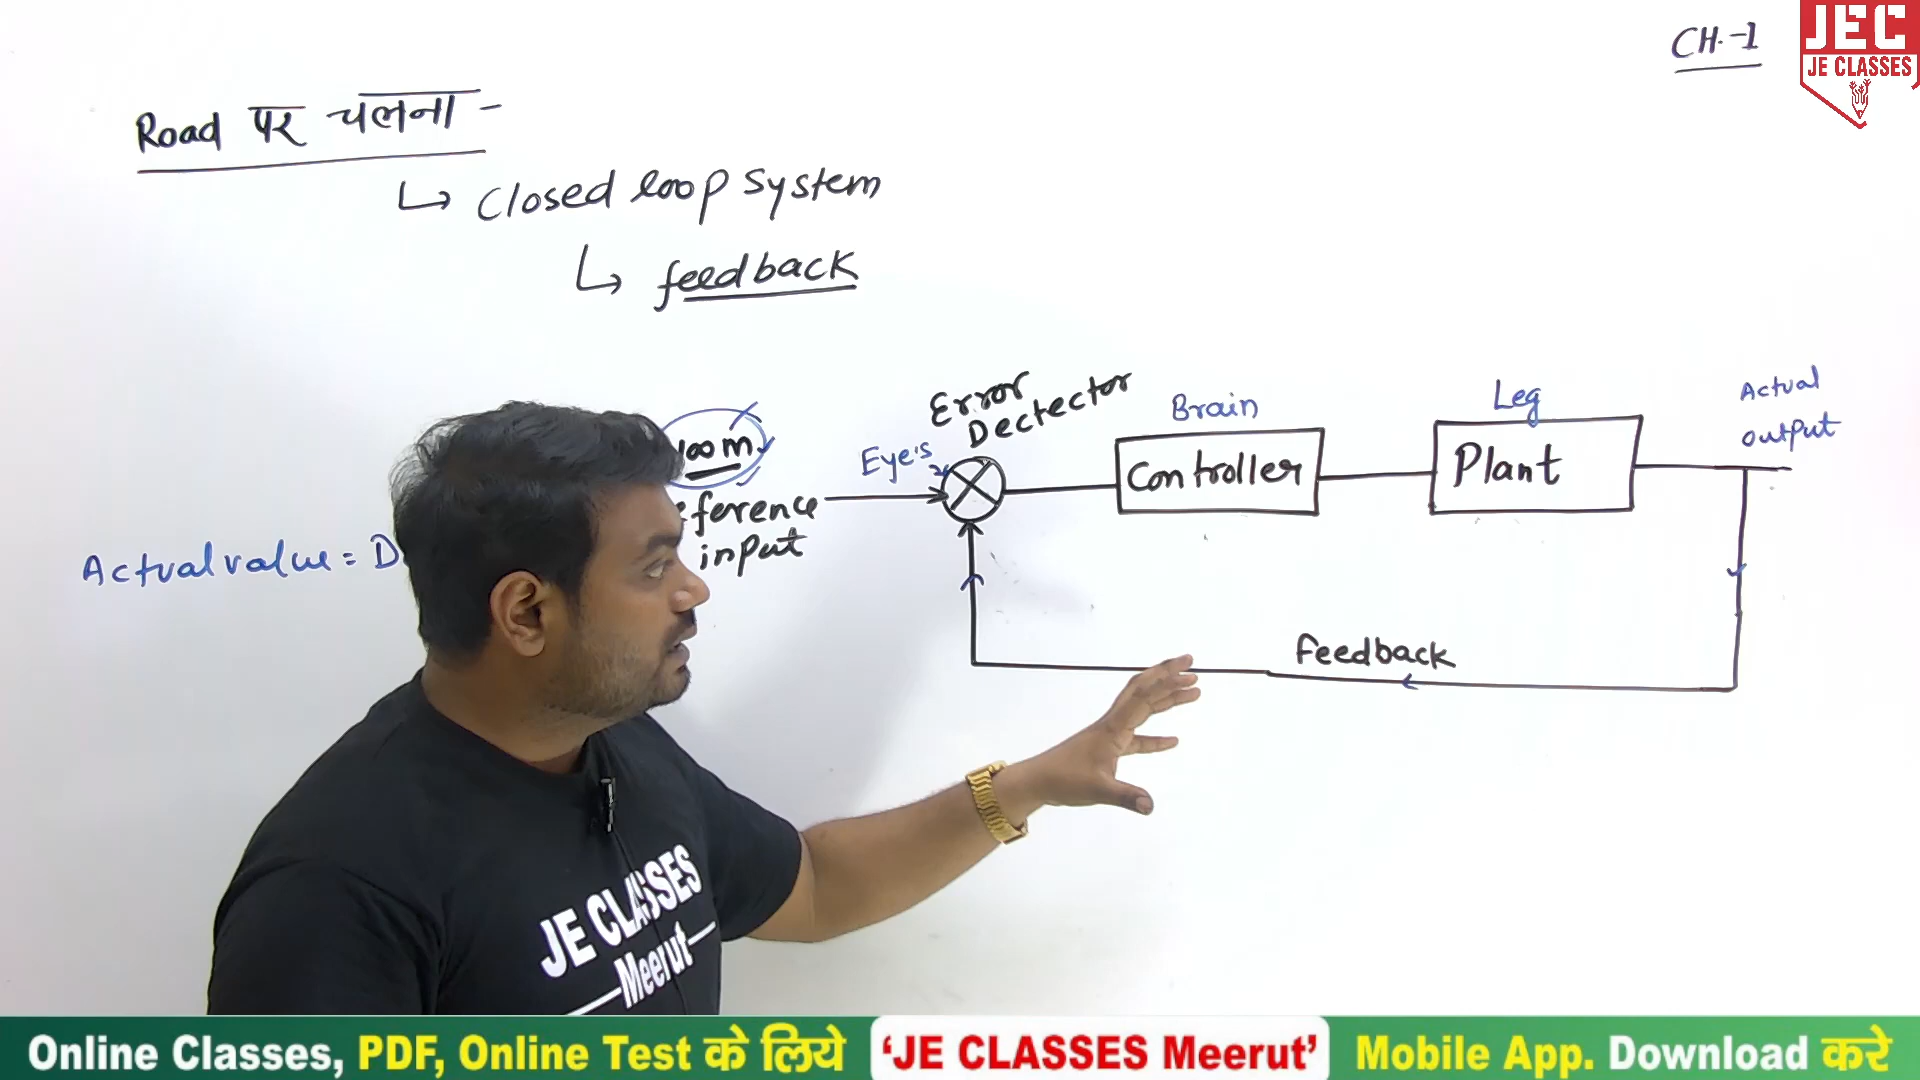 CH.-1
JEC
JE CLASSES
Road पर चलना -
closed loop system
feedback
Error
Dectector
Brain
Leg
Actual
output
100 m
Eye's
Controller
Plant
input
Actual value =
feedback
JE CLASSES
Meerut
Online Classes, PDF, Online Test के लिये 'JE CLASSES Meerut' Mobile App. Download करे